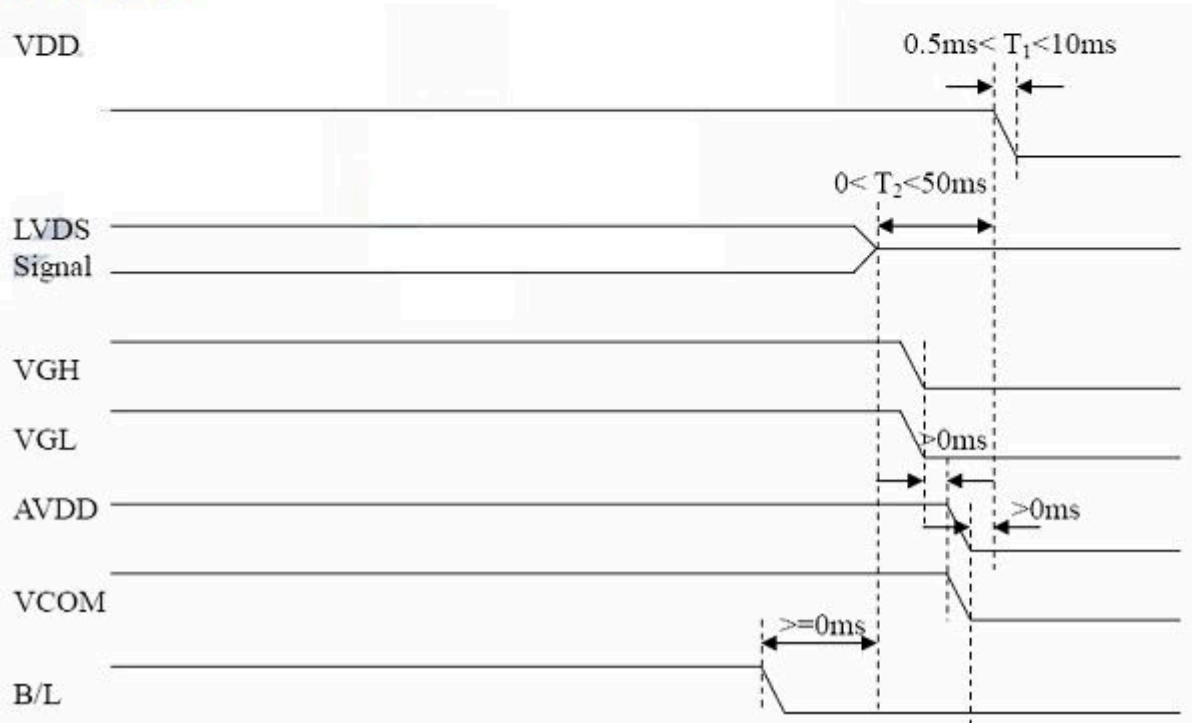 VDD
0.5ms< T₁<10ms
0< T₂<50ms
LVDS
Signal
VGH
VGL
>0ms
AVDD
>0ms
VCOM
>=0ms
B/L